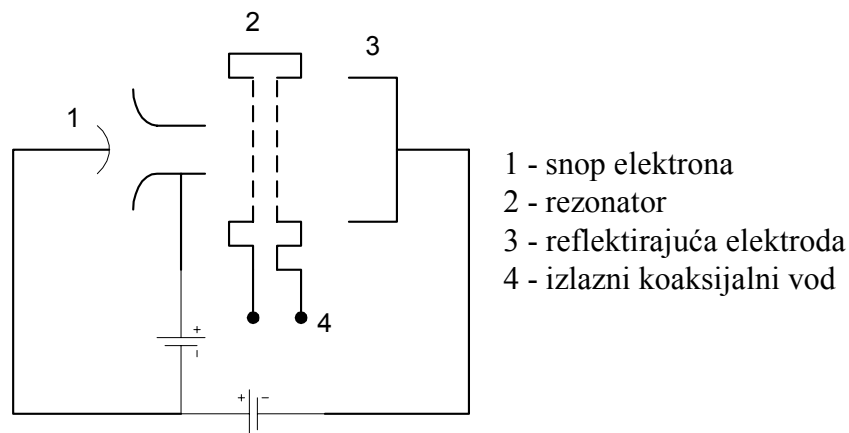 2
3
1
1 - snop elektrona
2 - rezonator
3 - reflektirajuća elektroda
4 - izlazni koaksijalni vod
4
+
-
+ -